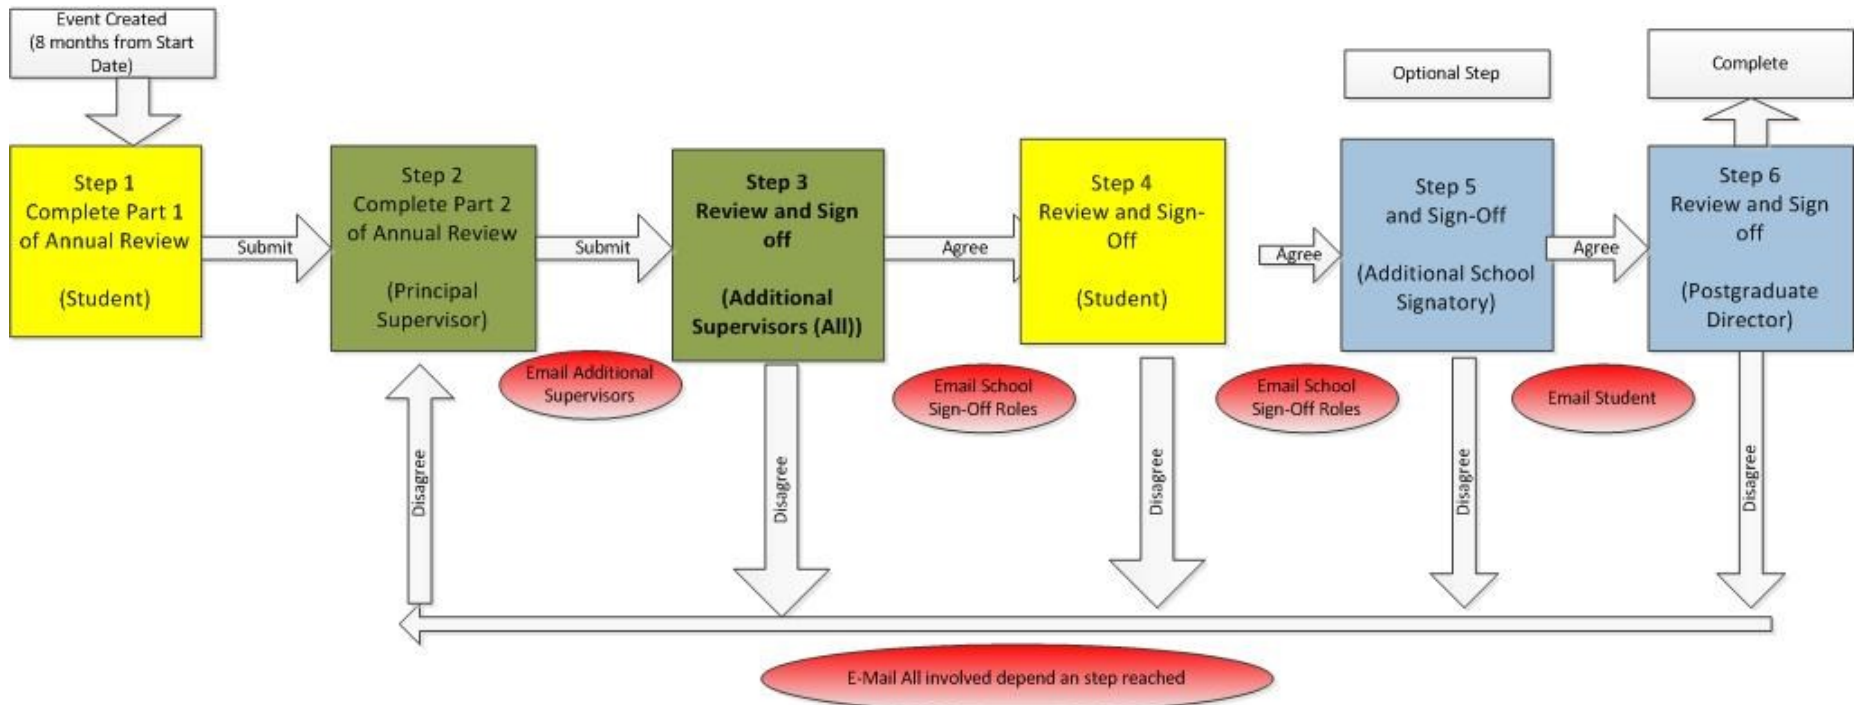 Event Created
(8 months from Start
Date)
Optional Step
Complete
Step 1
Complete Part 1
of Annual Review
(Student)
Submit
Step 2
Complete Part 2
of Annual Review
(Principal
Supervisor)
Submit
Step 3
Review and Sign
off
(Additional
Supervisors (All))
Agree
Step 4
Review and Sign-
Off
(Student)
Agree
Step 5
and Sign-Off
(Additional School
Signatory)
Agree
Step 6
Review and Sign
off
(Postgraduate
Director)
Email Additional
Supervisors
Email School
Sign-Off Roles
Email School
Sign-Off Roles
Email Student
Disagree
Disagree
Disagree
Disagree
Disagree
E-Mail All involved depend an step reached